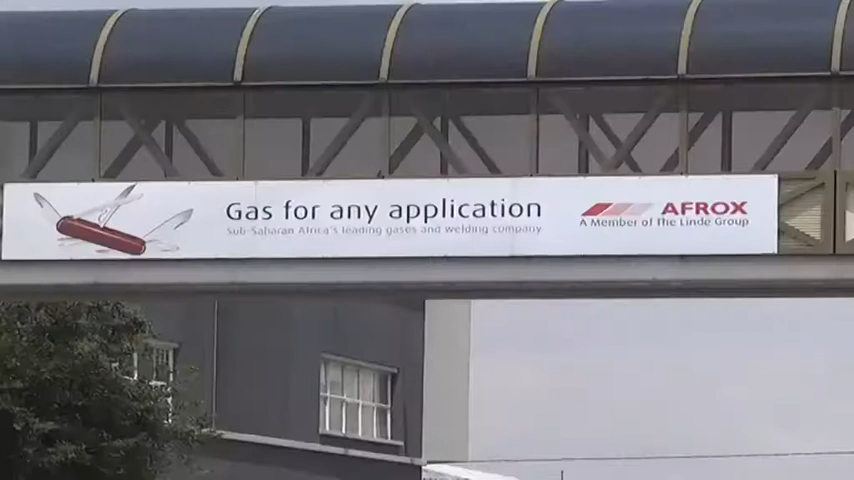 Gas for any application
Sub-Saharan Africa's leading gases and welding company
AFROX
A Member of The Linde Group